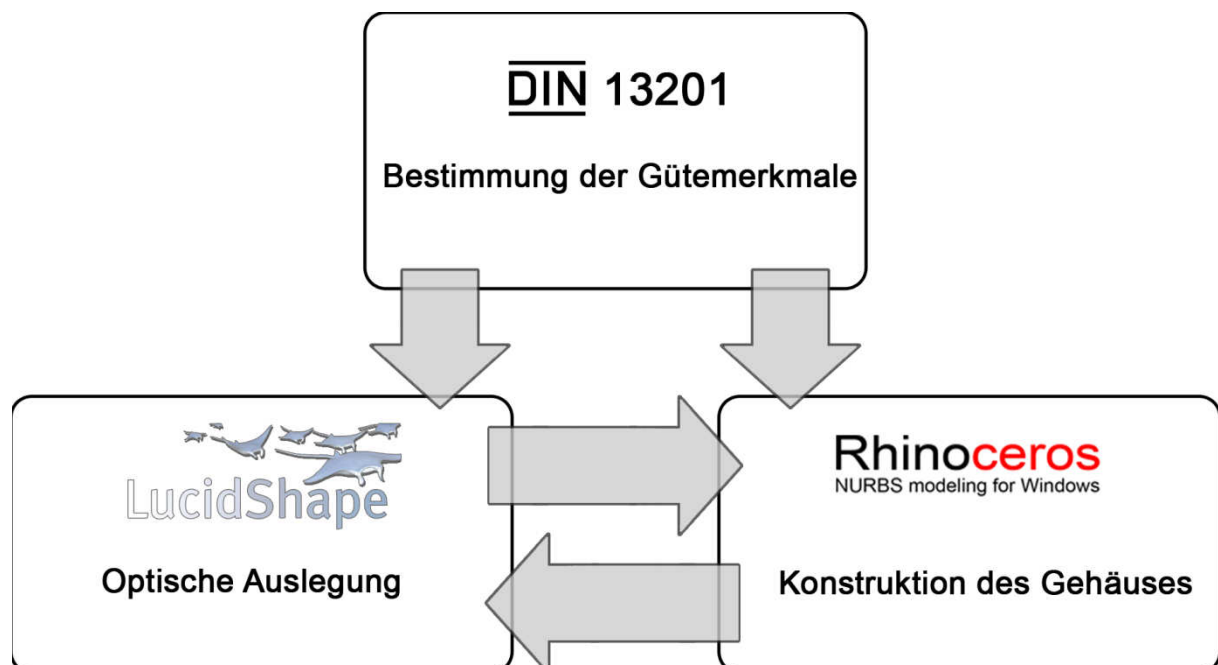 DIN 13201
Bestimmung der Gütemerkmale
LucidShape
Optische Auslegung
Rhinoceros
NURBS modeling for Windows
Konstruktion des Gehäuses